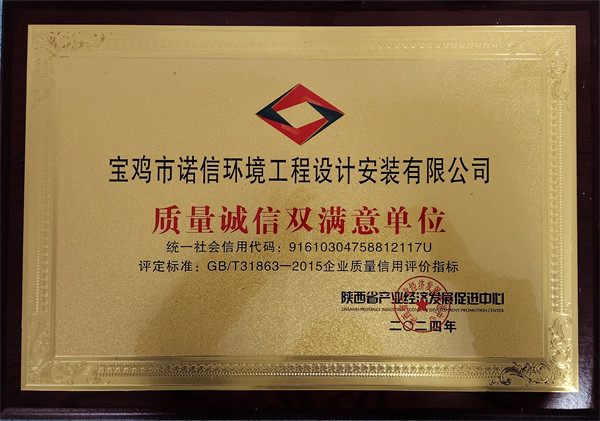 宝鸡市诺信环境工程设计安装有限公司
质量诚信双满意单位
统一社会信用代码：91610304758812117U
评定标准：GB/T31863—2015企业质量信用评价指标
陕西省产业经济发展促进中心
SHAANXI PROVINCE INDUSTRIAL ECONOMY DEVELOPMENT PROMOTION CENTER
二〇二四年